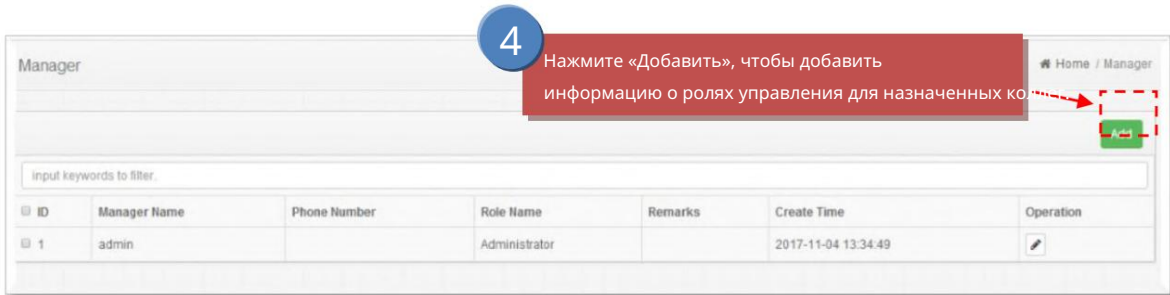 4
Нажмите «Добавить», чтобы добавить
информацию о ролях управления для назначенных
Manager
Home / Manager
Add
input keywords to filter.
ID Manager Name Phone Number Role Name Remarks Create Time Operation
1 admin Administrator 2017-11-04 13:34:49